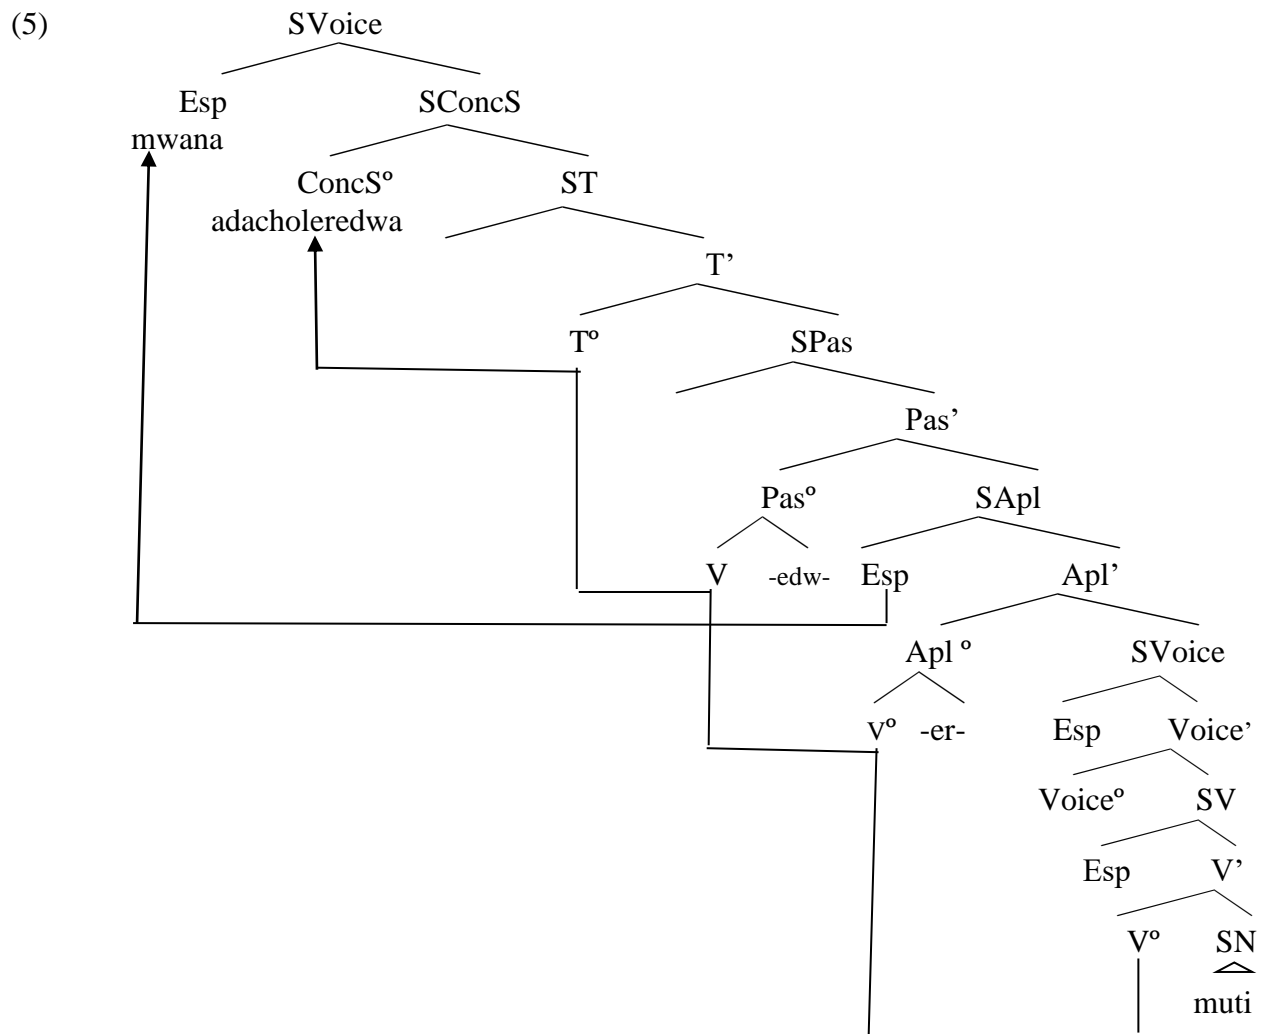 (5) SVoice
Esp SConcS
mwana
ConcSº ST
adacholeredwa
T’
Tº SPas
Pas’
Pasº SApl
V -edw- Esp Apl’
Apl º SVoice
Vº -er- Esp Voice’
Voiceº SV
Esp V’
Vº SN
muti